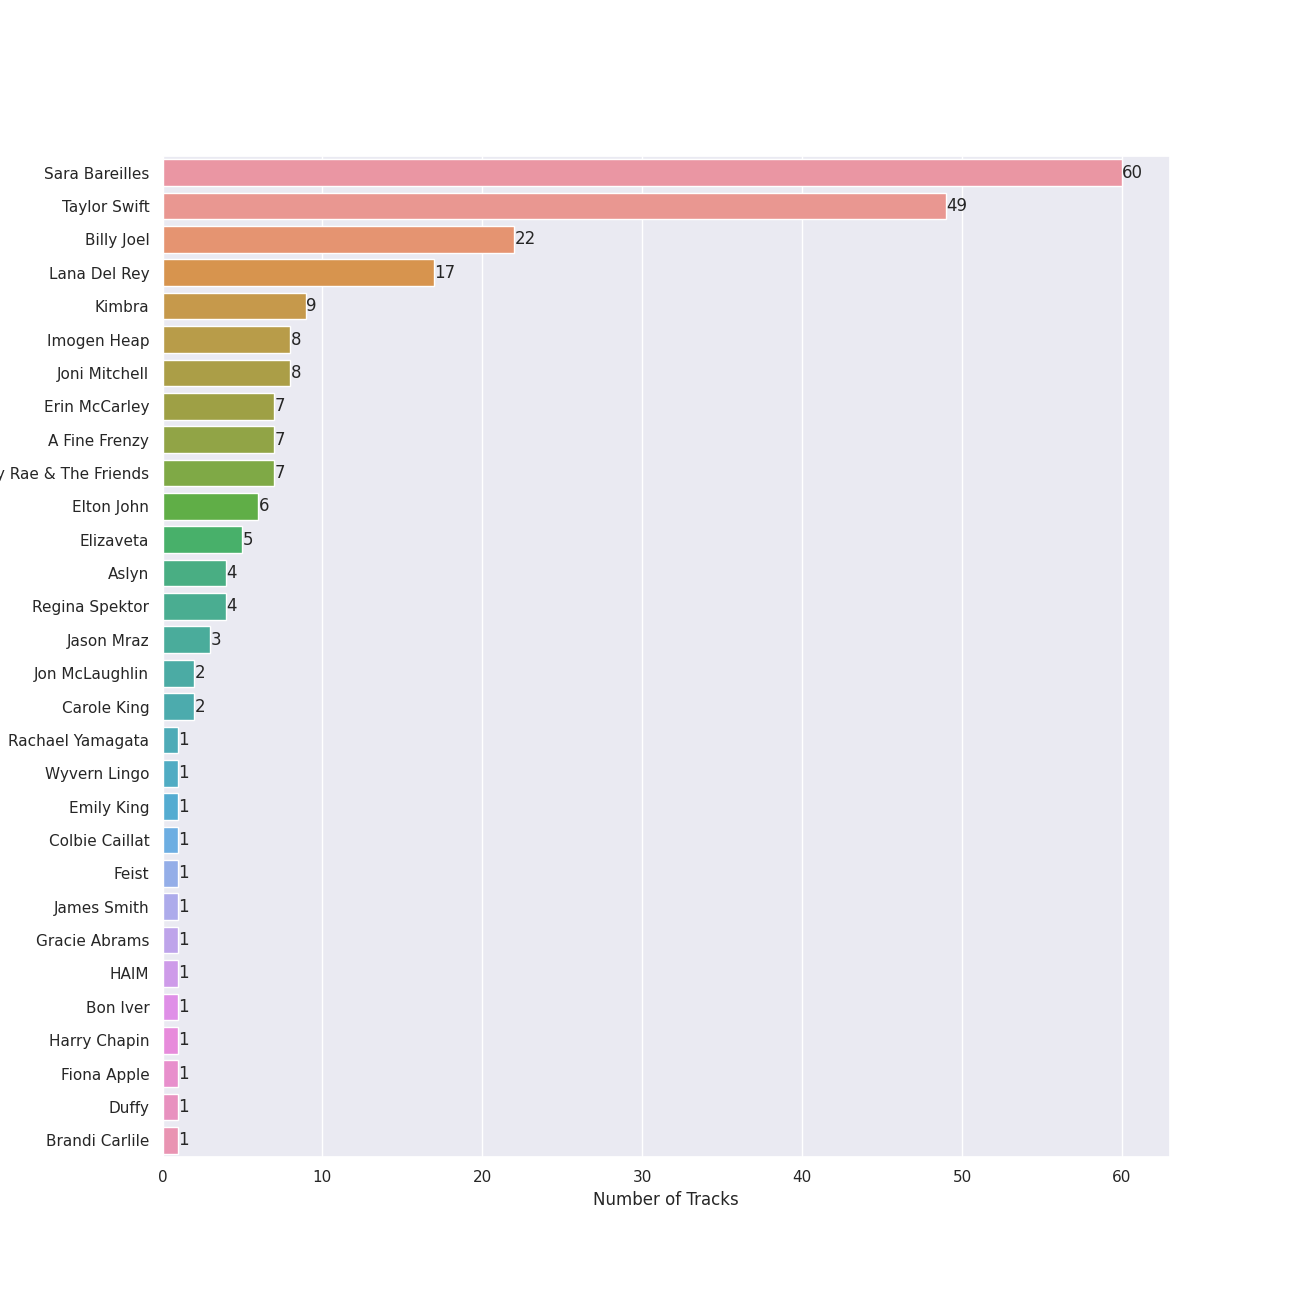 Sara Bareilles 60
Taylor Swift 49
Billy Joel 22
Lana Del Rey 17
Kimbra 9
Imogen Heap 8
Joni Mitchell 8
Erin McCarley 7
A Fine Frenzy 7
Rae & The Friends 7
Elton John 6
Elizaveta 5
Aslyn 4
Regina Spektor 4
Jason Mraz 3
Jon McLaughlin 2
Carole King 2
Rachael Yamagata 1
Wyvern Lingo 1
Emily King 1
Colbie Caillat 1
Feist 1
James Smith 1
Gracie Abrams 1
HAIM 1
Bon Iver 1
Harry Chapin 1
Fiona Apple 1
Duffy 1
Brandi Carlile 1
0 10 20 30 40 50 60
Number of Tracks